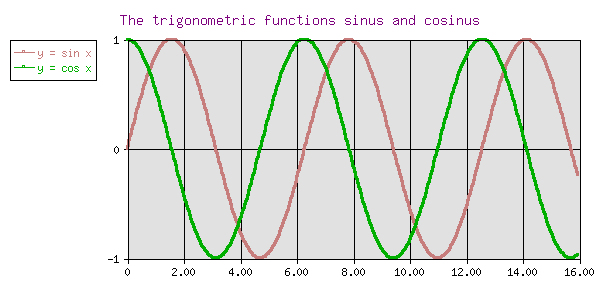 The trigonometric functions sinus and cosinus
y = sin x
y = cos x
1
0
-1
0 2.00 4.00 6.00 8.00 10.00 12.00 14.00 16.00